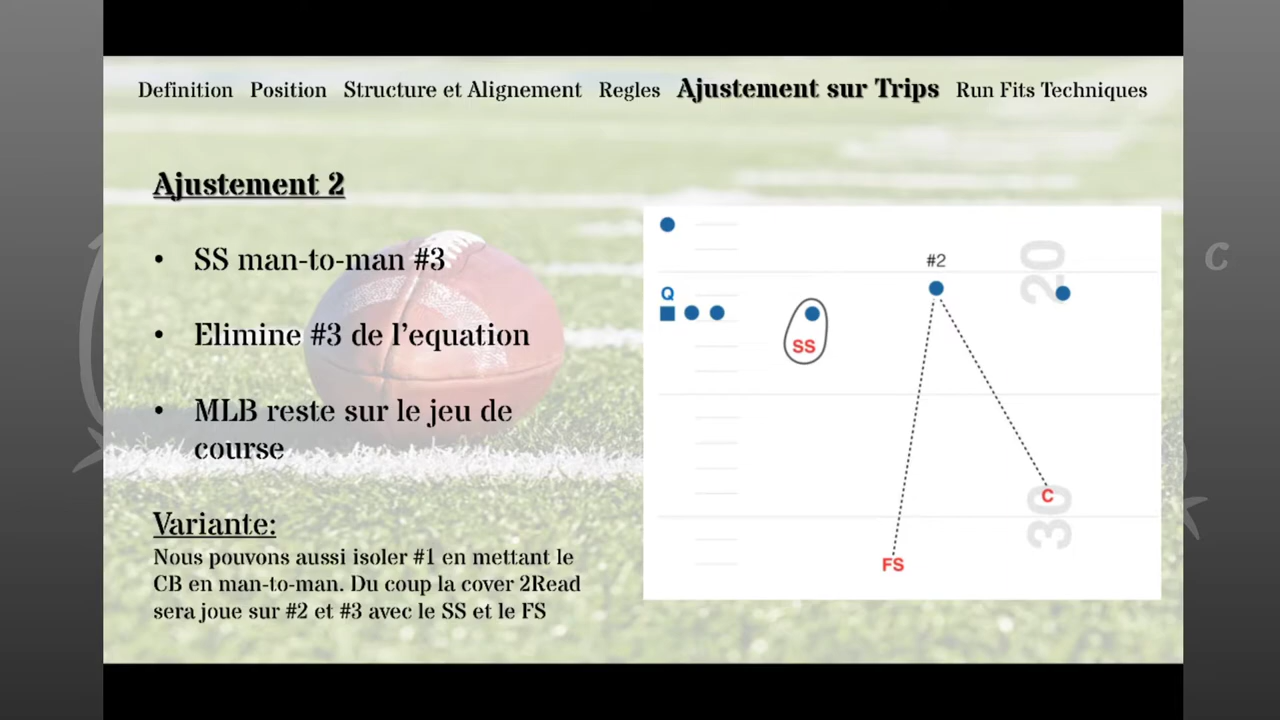 Definition Position Structure et Alignement Regles Ajustement sur Trips Run Fits Techniques
Ajustement 2
• SS man-to-man #3
• Elimine #3 de l’equation
• MLB reste sur le jeu de
course
Variante:
Nous pouvons aussi isoler #1 en mettant le
CB en man-to-man. Du coup la cover 2Read
sera joue sur #2 et #3 avec le SS et le FS
#2
20
Q
SS
C
30
FS
C